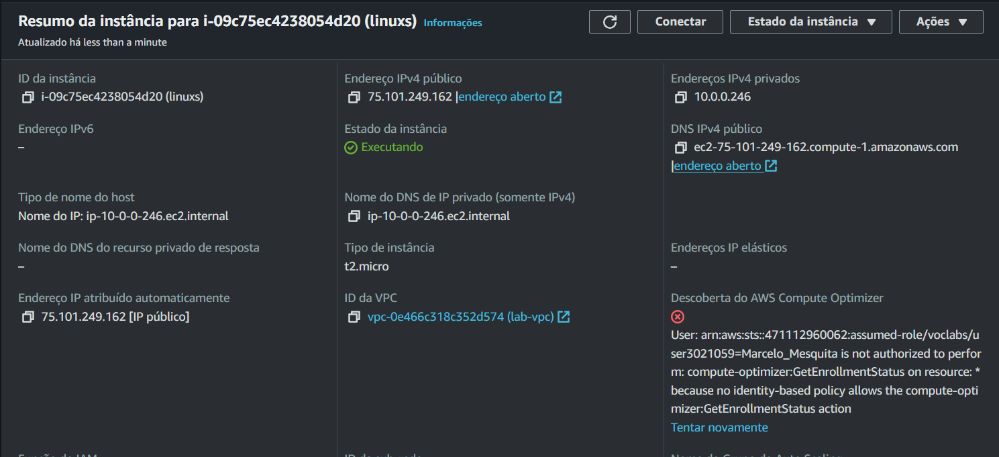 Resumo da instância para i-09c75ec4238054d20 (linuxs) Informações
Atualizado há less than a minute
Conectar
Estado da instância
Ações
ID da instância
i-09c75ec4238054d20 (linuxs)
Endereço IPv4 público
75.101.249.162 |endereço aberto
Endereços IPv4 privados
10.0.0.246
Endereço IPv6
–
Estado da instância
Executando
DNS IPv4 público
ec2-75-101-249-162.compute-1.amazonaws.com
|endereço aberto
Tipo de nome do host
Nome do IP: ip-10-0-0-246.ec2.internal
Nome do DNS de IP privado (somente IPv4)
ip-10-0-0-246.ec2.internal
Nome do DNS do recurso privado de resposta
–
Tipo de instância
t2.micro
Endereços IP elásticos
–
Endereço IP atribuído automaticamente
75.101.249.162 [IP público]
ID da VPC
vpc-0e466c318c352d574 (lab-vpc)
Descoberta do AWS Compute Optimizer
User: arn:aws:sts::471112960062:assumed-role/voclabs/u
ser3021059=Marcelo_Mesquita is not authorized to perfor
m: compute-optimizer:GetEnrollmentStatus on resource: *
because no identity-based policy allows the compute-opti
mizer:GetEnrollmentStatus action
Tentar novamente